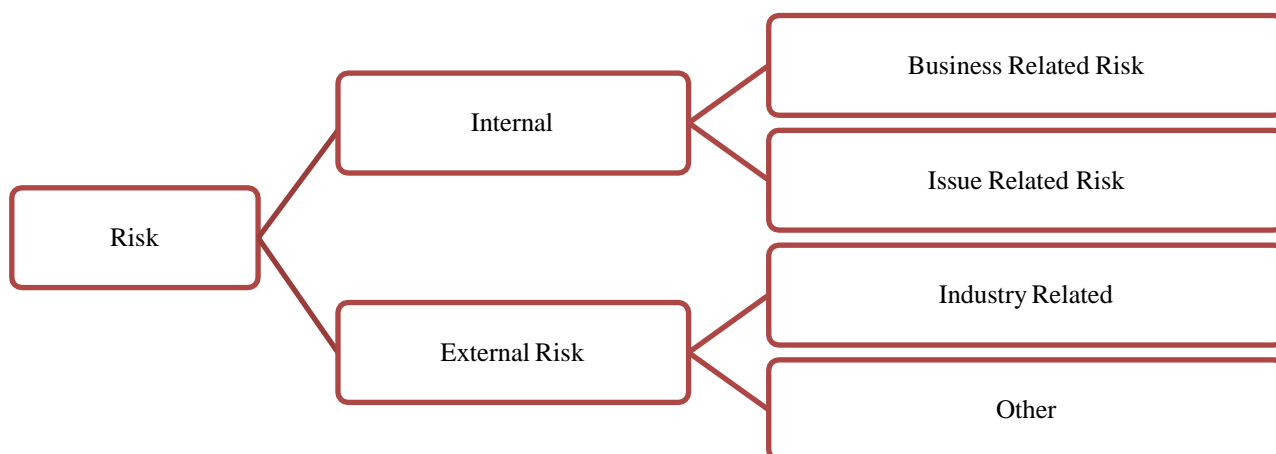 Risk
Internal
Business Related Risk
Issue Related Risk
External Risk
Industry Related
Other